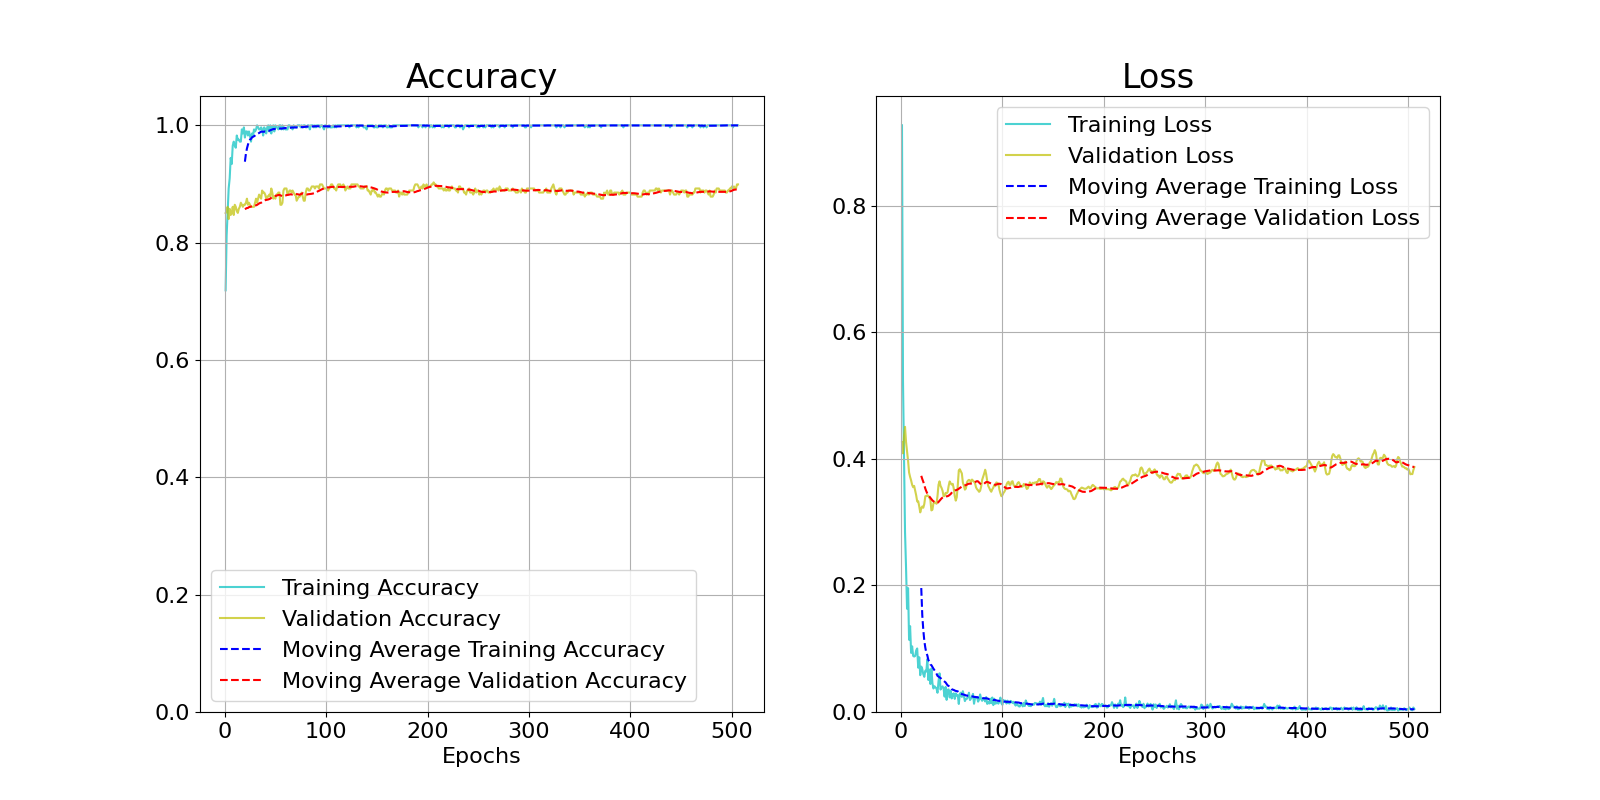 Accuracy
1.0
0.8
0.6
0.4
0.2
0.0
Training Accuracy
Validation Accuracy
Moving Average Training Accuracy
Moving Average Validation Accuracy
0 100 200 300 400 500
Epochs
Loss
0.8
0.6
0.4
0.2
0.0
Training Loss
Validation Loss
Moving Average Training Loss
Moving Average Validation Loss
0 100 200 300 400 500
Epochs